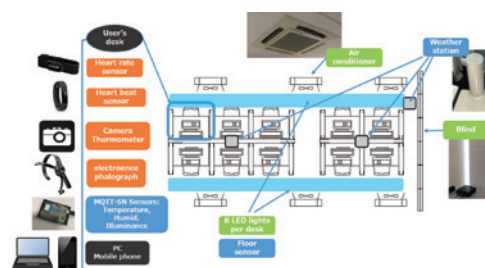 User's
desk
Heart rate
sensor
Heart beat
sensor
Camera
Thermometer
electroence
phalograph
MQTT-SN Sensors:
Temperature,
Humid,
Illuminance
PC
Mobile phone
Air
conditioner
Weather
station
Blind
8 LED lights
per desk
Floor
sensor